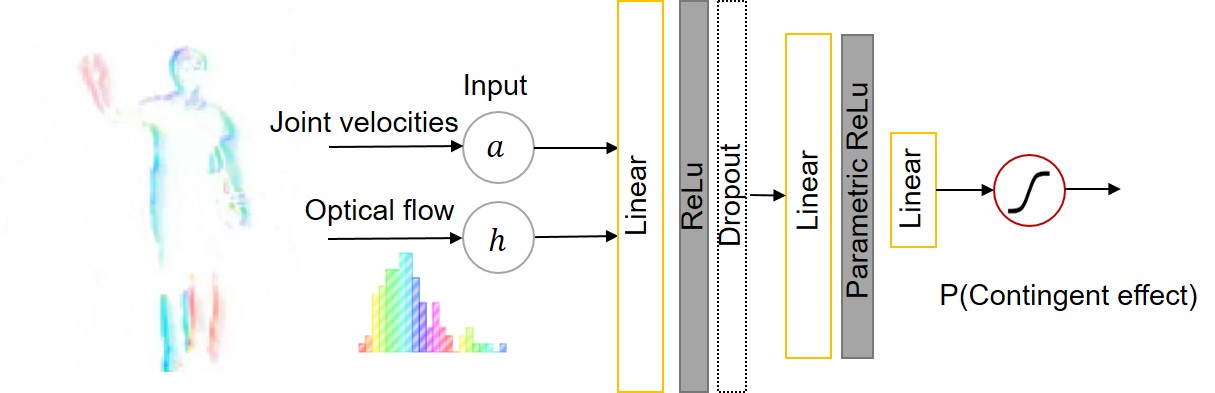 Input
Joint velocities
a
Optical flow
h
Linear
ReLu
Dropout
Linear
Parametric ReLu
Linear
P(Contingent effect)